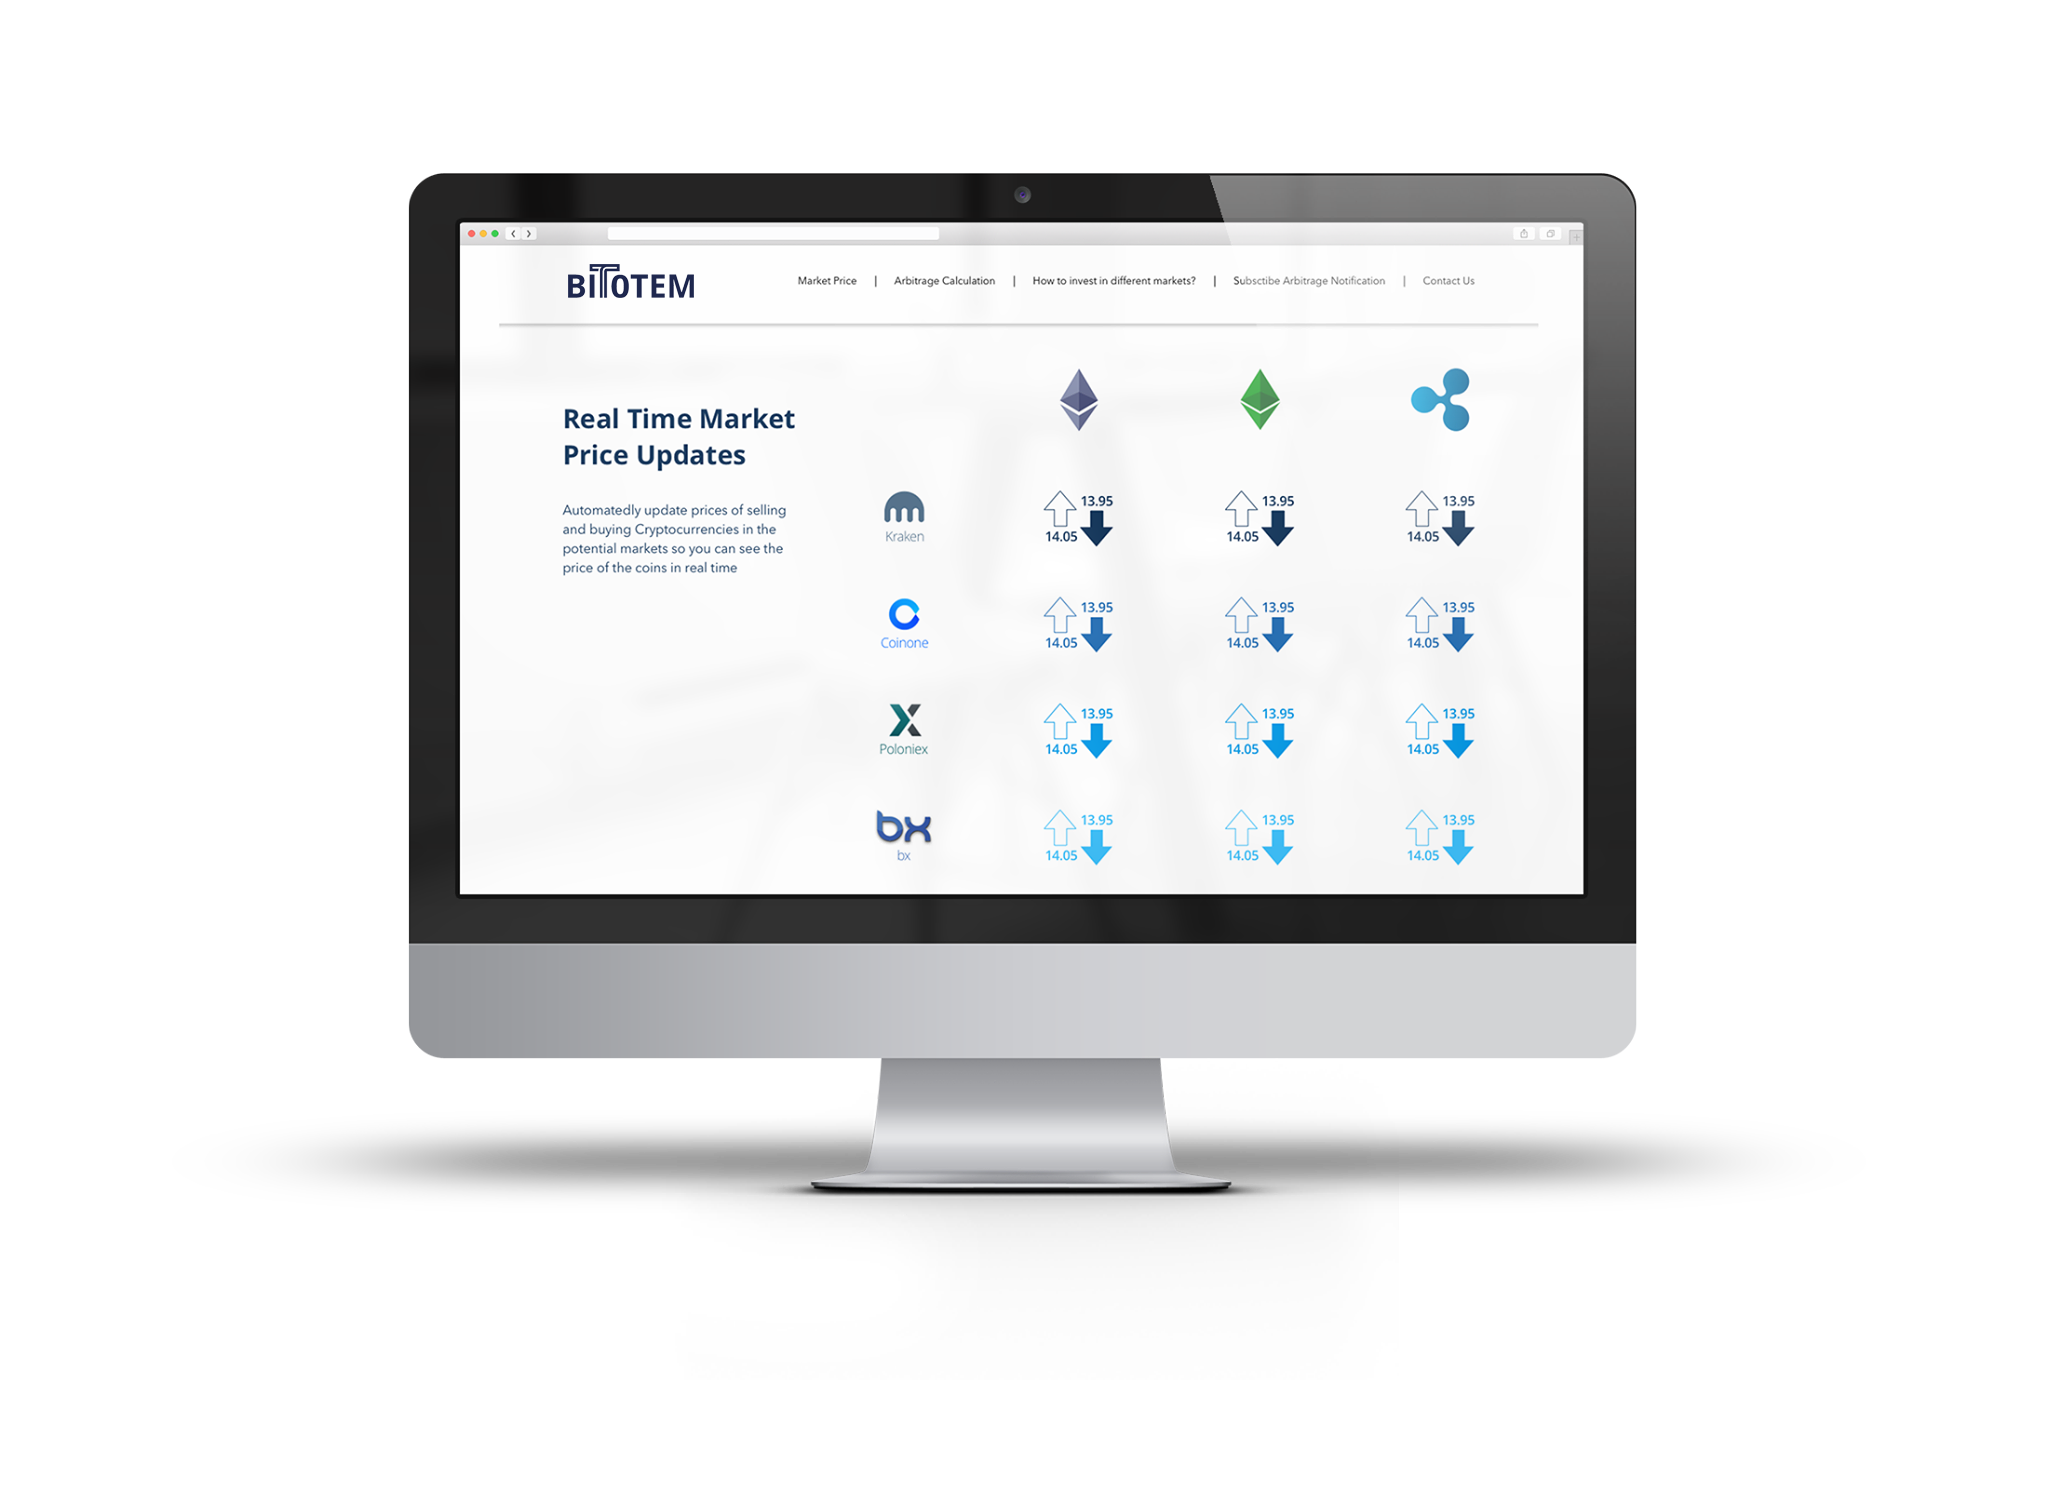 BITOTEM
Market Price | Arbitrage Calculation | How to invest in different markets? | Subsctibe Arbitrage Notification | Contact Us
Real Time Market
Price Updates
Automatedly update prices of selling
and buying Cryptocurrencies in the
potential markets so you can see the
price of the coins in real time
Kraken
13.95
14.05
13.95
14.05
13.95
14.05
Coinone
13.95
14.05
13.95
14.05
13.95
14.05
Poloniex
13.95
14.05
13.95
14.05
13.95
14.05
bx
bx
13.95
14.05
13.95
14.05
13.95
14.05